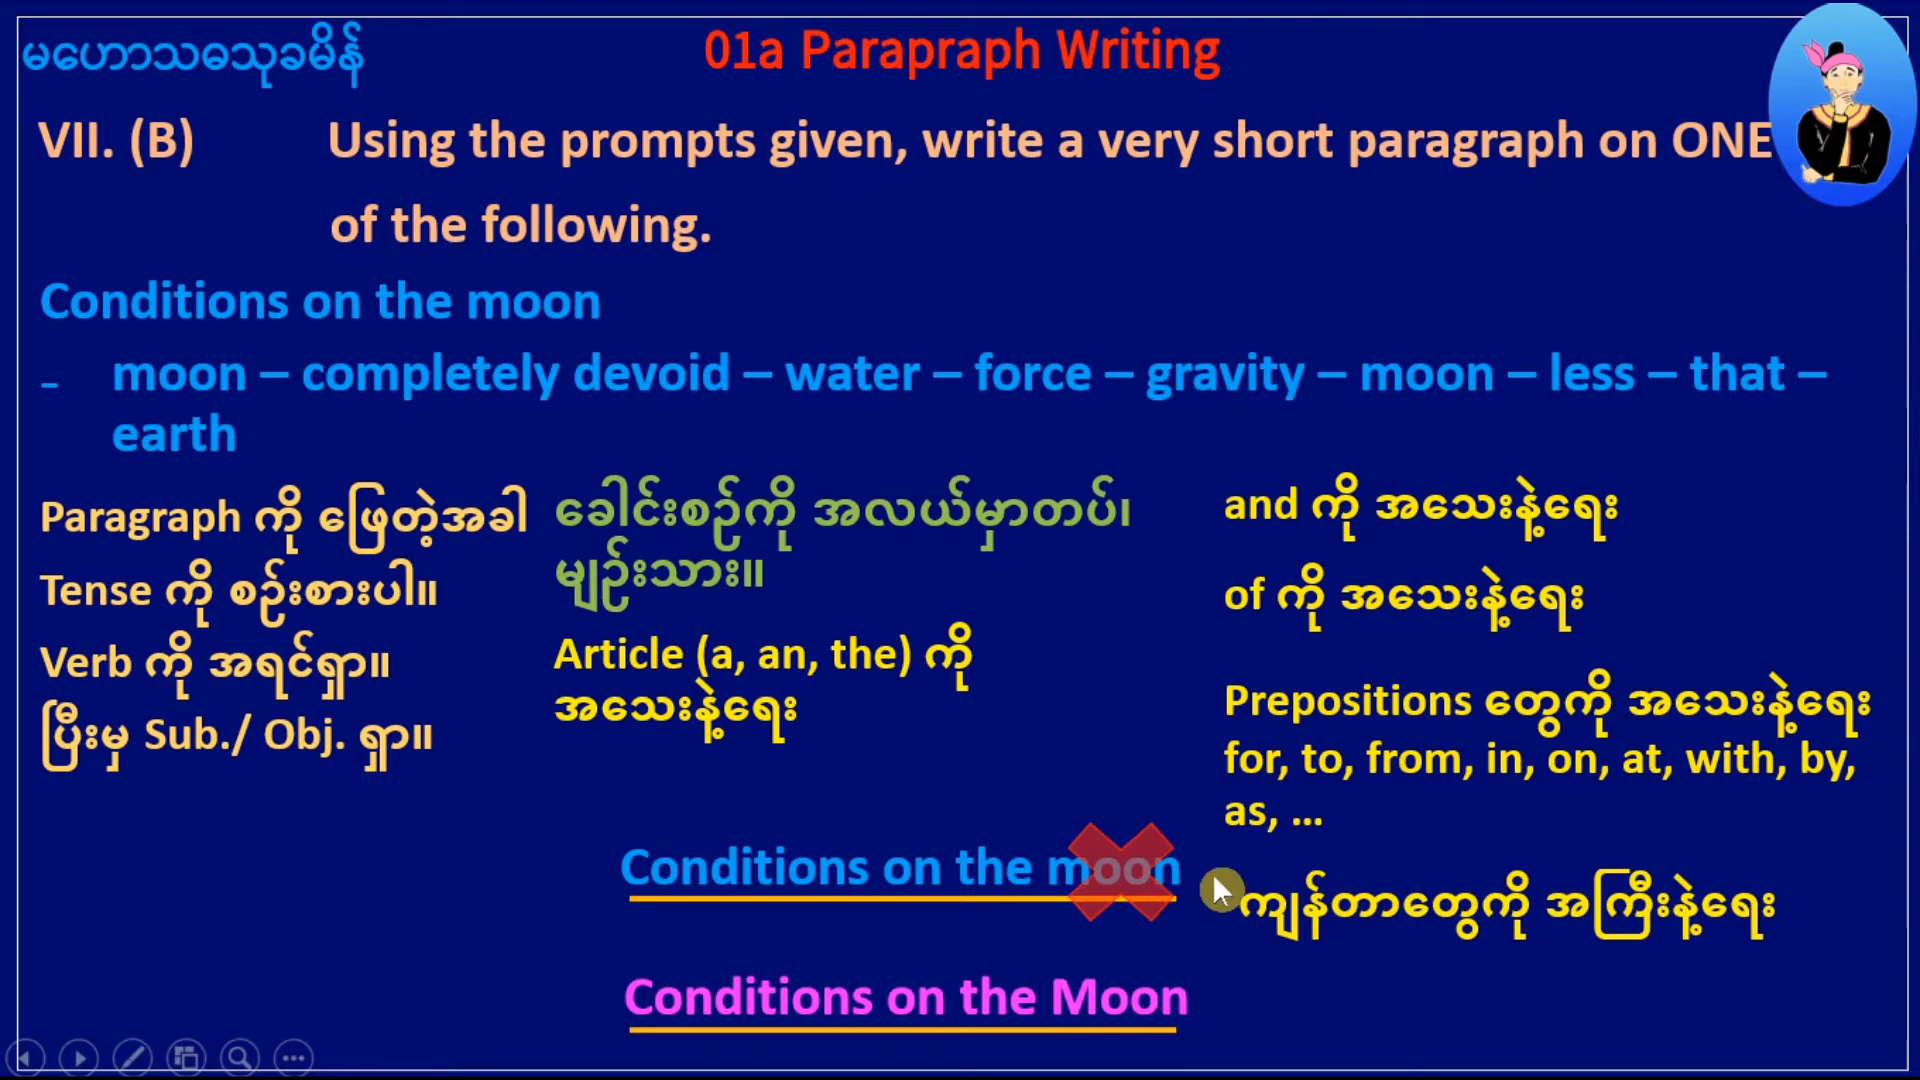 မဟောသဓသုခမိန်
01a Parapraph Writing
VII. (B) Using the prompts given, write a very short paragraph on ONE
of the following.
Conditions on the moon
- moon – completely devoid – water – force – gravity – moon – less – that –
earth
Paragraph ကို ဖြေတဲ့အခါ
Tense ကို စဉ်းစားပါ။
Verb ကို အရင်ရှာ။
ပြီးမှ Sub./ Obj. ရှာ။
ခေါင်းစဉ်ကို အလယ်မှာတပ်၊
မျဉ်းသား။
Article (a, an, the) ကို
အသေးနဲ့ရေး
and ကို အသေးနဲ့ရေး
of ကို အသေးနဲ့ရေး
Prepositions တွေကို အသေးနဲ့ရေး
for, to, from, in, on, at, with, by,
as, ...
ကျန်တာတွေကို အကြီးနဲ့ရေး
Conditions on the moon
Conditions on the Moon